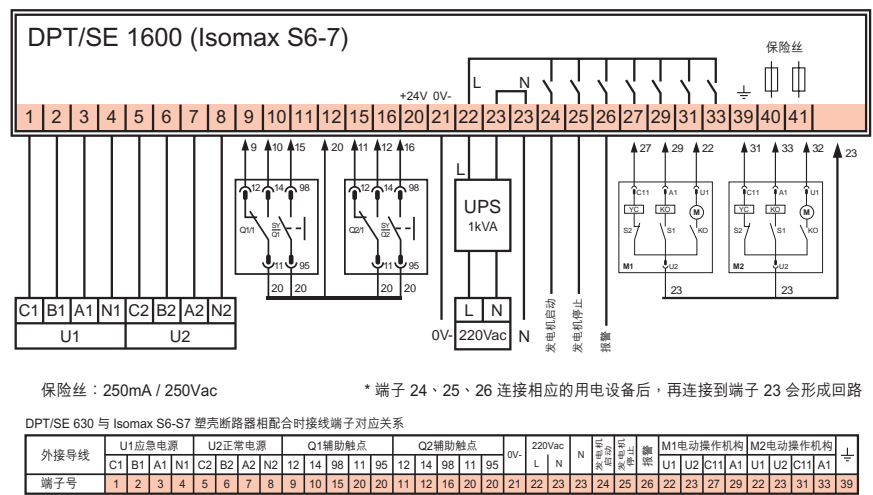 DPT/SE 1600 (Isomax S6-7)
保险丝
+24V 0V-
L N
1 2 3 4 5 6 7 8 9 10 11 12 15 16 20 21 22 23 23 24 25 26 27 29 31 33 39 40 41
9 10 15 20 11 12 16 27 29 22 31 33 32 23
12 14 98 12 14 98
L
UPS
1kVA
C11 A1 U1 C11 A1 U1
YC KO M YC KO M
Q1/1 Q2/1
S2 S1 KO S2 S1 KO
11 95 11 95
M1 U2 M2 U2
20 20 20 20
23 23
C1 B1 A1 N1 C2 B2 A2 N2
U1 U2
L N
0V- 220Vac N
发电机启动
发电机停止
报警
保险丝：250mA / 250Vac
* 端子 24、25、26 连接相应的用电设备后，再连接到端子 23 会形成回路
DPT/SE 630 与 Isomax S6-S7 塑壳断路器相配合时接线端子对应关系
外接导线 U1应急电源 U2正常电源 Q1辅助触点 Q2辅助触点 0V- 220Vac N 发电机启动 发电机停止 报警 M1电动操作机构 M2电动操作机构
C1 B1 A1 N1 C2 B2 A2 N2 12 14 98 11 95 12 14 98 11 95 L N U1 U2 C11 A1 U1 U2 C11 A1
端子号 1 2 3 4 5 6 7 8 9 10 15 20 20 11 12 16 20 20 21 22 23 23 24 25 26 22 23 27 29 22 23 31 33 39